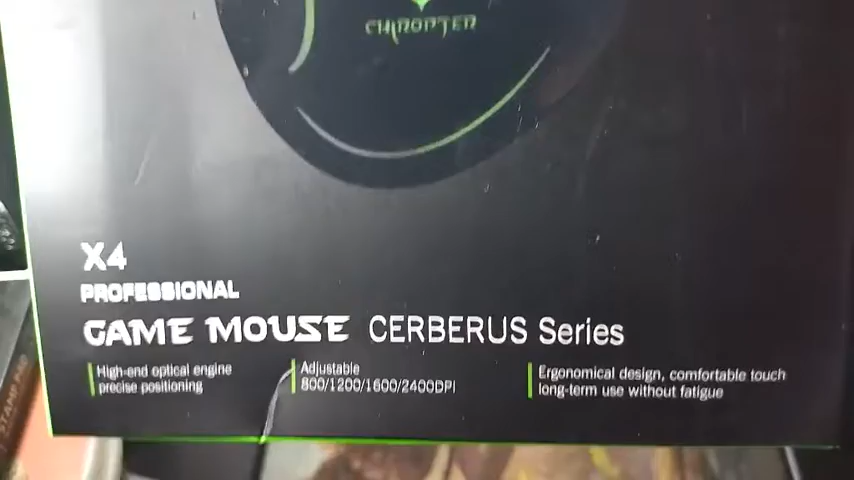 CHIROPTER
X4
PROFESSIONAL
GAME MOUSE CERBERUS Series
High-end optical engine
precise positioning
Adjustable
800/1200/1600/2400DPI
Ergonomical design, comfortable touch
long-term use without fatigue